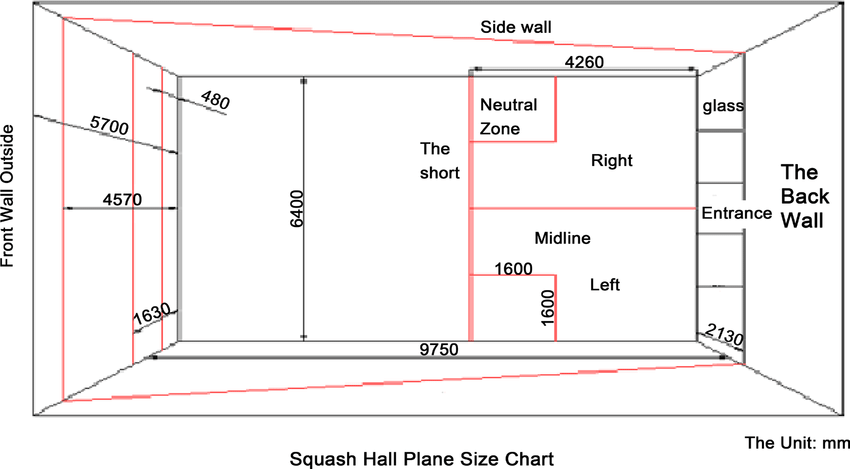 Side wall
4260
480
Neutral
Zone
glass
5700
The
short
Right
The
Back
Wall
Front Wall Outside
4570
6400
Entrance
Midline
1600
Left
1600
1630
2130
9750
The Unit: mm
Squash Hall Plane Size Chart